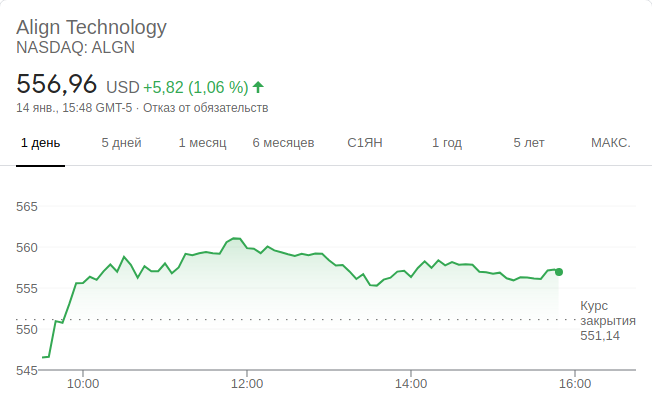 Align Technology
NASDAQ: ALGN
556,96 USD +5,82 (1,06 %)
14 янв., 15:48 GMT-5 · Отказ от обязательств
1 день 5 дней 1 месяц 6 месяцев С1ЯН 1 год 5 лет МАКС.
565
560
555
Курс
закрытия
550
551,14
545
10:00 12:00 14:00 16:00